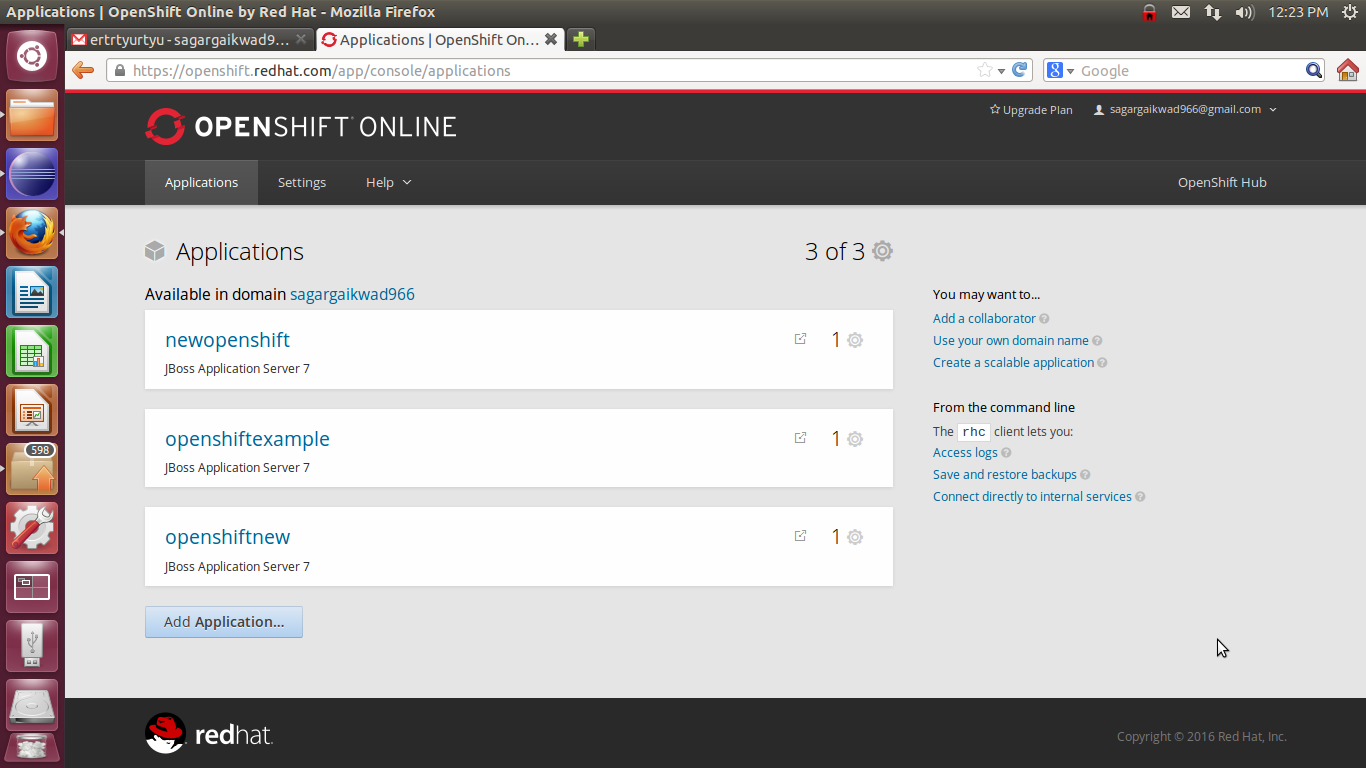 Applications | OpenShift Online by Red Hat - Mozilla Firefox
12:23 PM
ertrtyurtyu - sagargaikwad9...
Applications | OpenShift On...
https://openshift.redhat.com/app/console/applications
8
Google
OPENSHIFT ONLINE
Upgrade Plan
sagargaikwad966@gmail.com
Applications
Settings
Help
OpenShift Hub
Applications
3 of 3
Available in domain sagargaikwad966
newopenshift
1
JBoss Application Server 7
openshiftexample
1
JBoss Application Server 7
openshiftnew
1
JBoss Application Server 7
Add Application...
You may want to...
Add a collaborator ?
Use your own domain name ?
Create a scalable application ?
From the command line
The rhc client lets you:
Access logs ?
Save and restore backups ?
Connect directly to internal services ?
598
redhat.
Copyright © 2016 Red Hat, Inc.